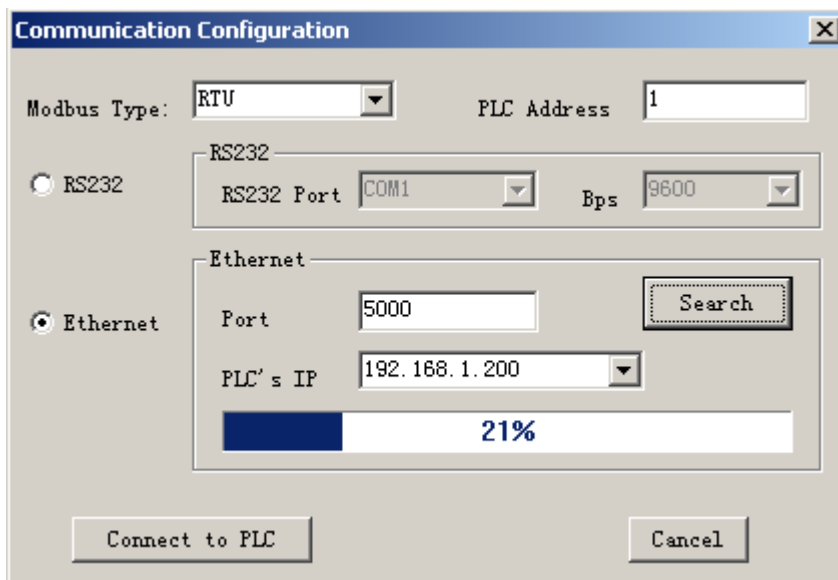 Communication Configuration
Modbus Type: RTU PLC Address 1
RS232
RS232 RS232 Port COM1 Bps 9600
Ethernet
Ethernet Port 5000 Search
PLC's IP 192.168.1.200
21%
Connect to PLC Cancel